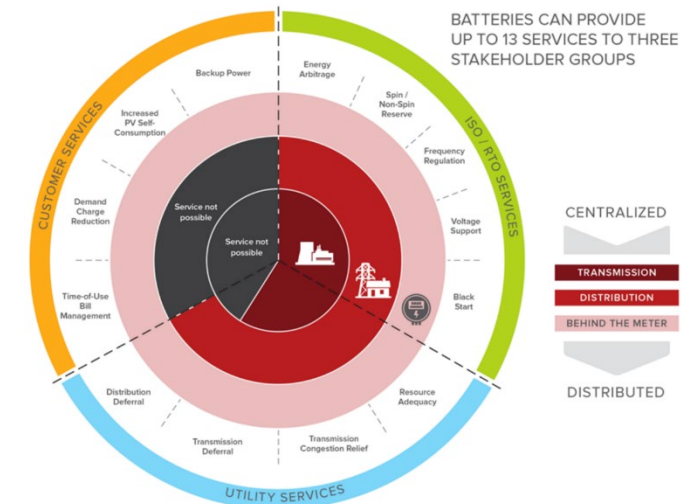 BATTERIES CAN PROVIDE
UP TO 13 SERVICES TO THREE
STAKEHOLDER GROUPS
CUSTOMER SERVICES
ISO / RTO SERVICES
UTILITY SERVICES
Backup Power
Increased
PV Self-
Consumption
Demand
Charge
Reduction
Time-of-Use
Bill
Management
Energy
Arbitrage
Spin /
Non-Spin
Reserve
Frequency
Regulation
Voltage
Support
Black
Start
Resource
Adequacy
Transmission
Congestion Relief
Transmission
Deferral
Distribution
Deferral
Service not
possible
Service not
possible
CENTRALIZED
TRANSMISSION
DISTRIBUTION
BEHIND THE METER
DISTRIBUTED